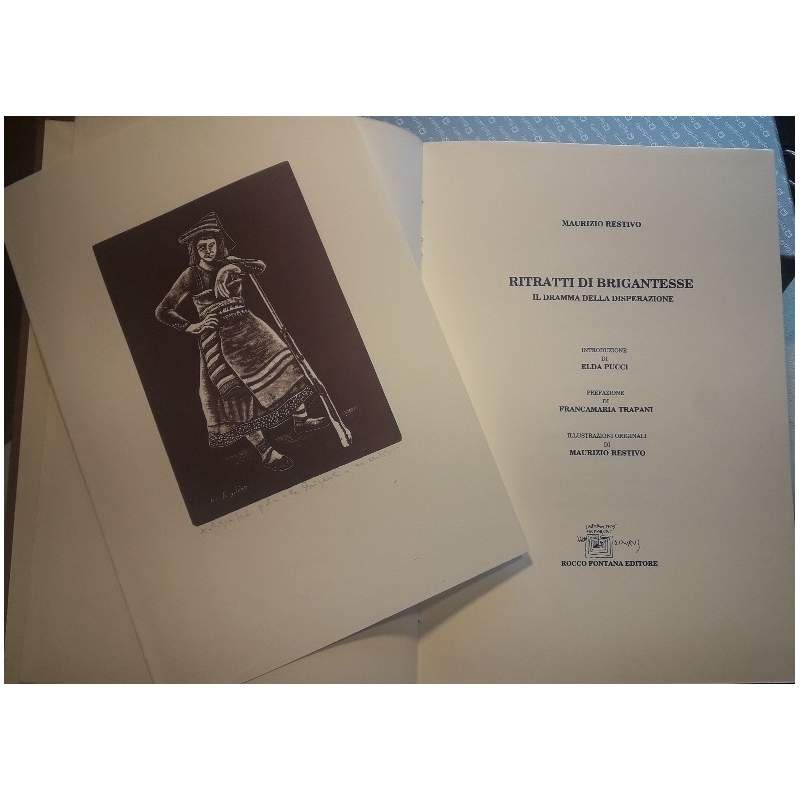 MAURIZIO RESTIVO
RITRATTI DI BRIGANTESSE
IL DRAMMA DELLA DISPERAZIONE
INTRODUZIONE
DI
ELDA PUCCI
PREFAZIONE
DI
FRANCAMARIA TRAPANI
ILLUSTRAZIONI ORIGINALI
DI
MAURIZIO RESTIVO
ROCCO FONTANA EDITORE